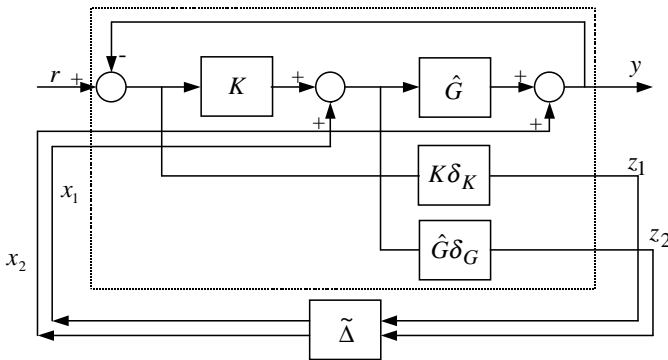 -
r + K + Ĝ + y
+ +
x₁ Kδ_K z₁
x₂ Ĝδ_G z₂
Δ̃